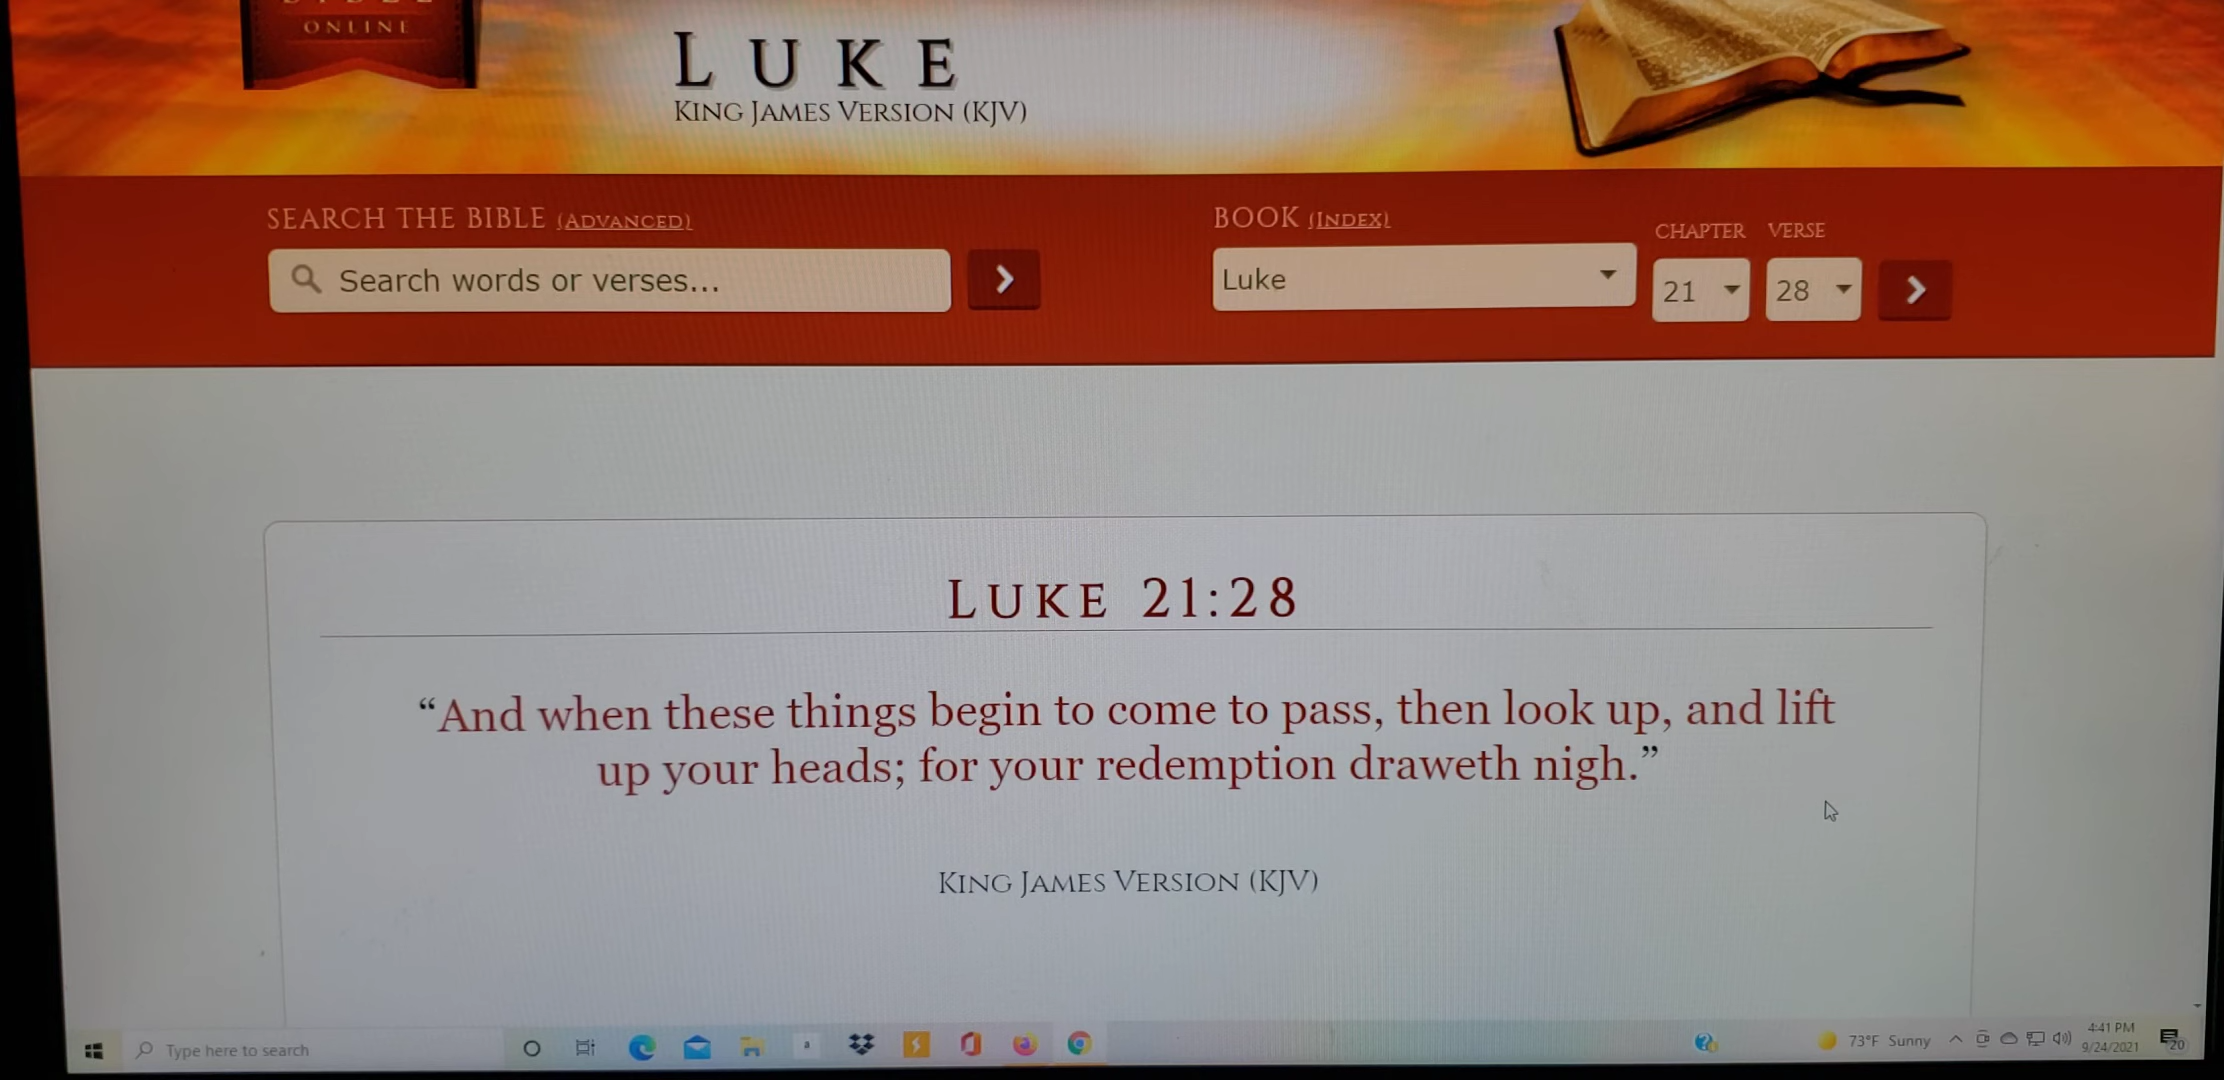 ONLINE
LUKE
KING JAMES VERSION (KJV)
SEARCH THE BIBLE (ADVANCED)
BOOK (INDEX)
CHAPTER VERSE
Search words or verses...
Luke
21
28
LUKE 21:28
“And when these things begin to come to pass, then look up, and lift
up your heads; for your redemption draweth nigh.”
KING JAMES VERSION (KJV)
Type here to search
a
73°F Sunny
4:41 PM
9/24/2021
20